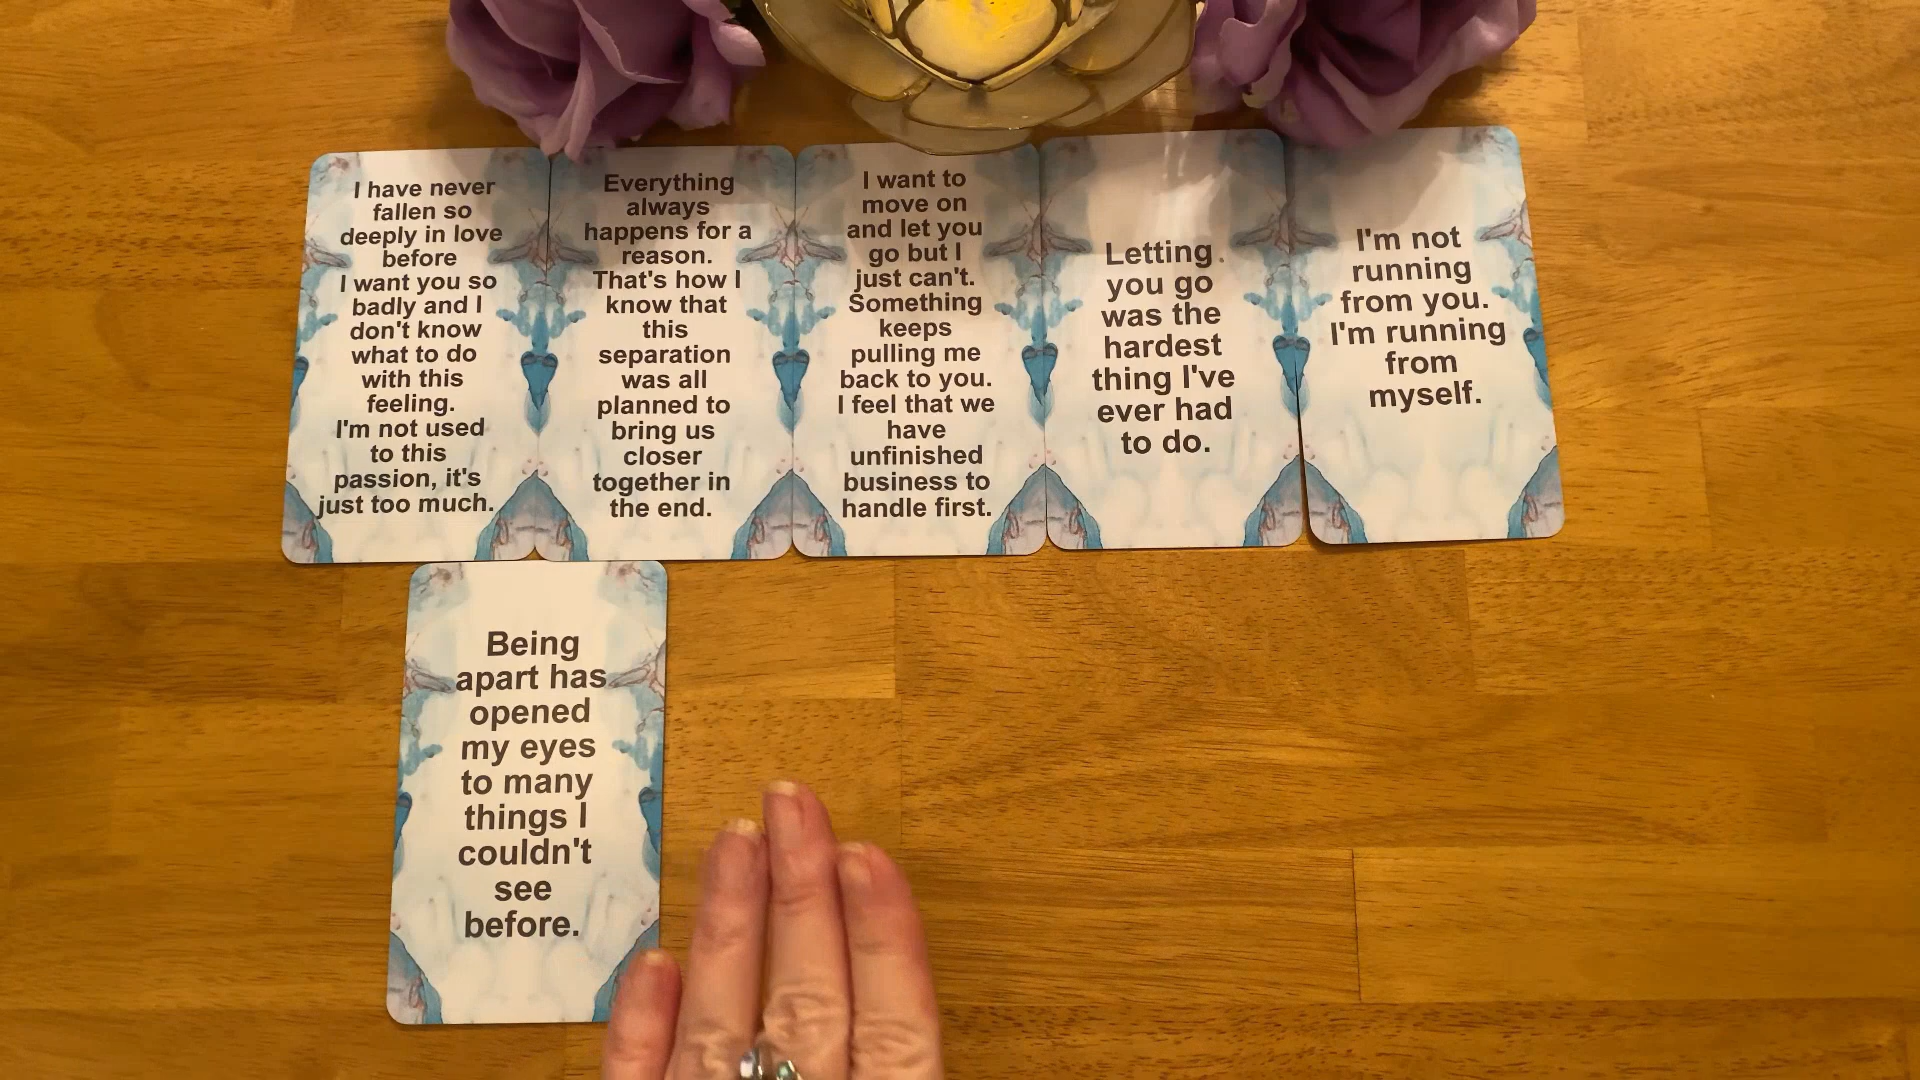 I have never
fallen so
deeply in love
before
I want you so
badly and I
don't know
what to do
with this
feeling.
I'm not used
to this
passion, it's
just too much.
Everything
always
happens for a
reason.
That's how I
know that
this
separation
was all
planned to
bring us
closer
together in
the end.
I want to
move on
and let you
go but I
just can't.
Something
keeps
pulling me
back to you.
I feel that we
have
unfinished
business to
handle first.
Letting
you go
was the
hardest
thing I've
ever had
to do.
I'm not
running
from you.
I'm running
from
myself.
Being
apart has
opened
my eyes
to many
things I
couldn't
see
before.